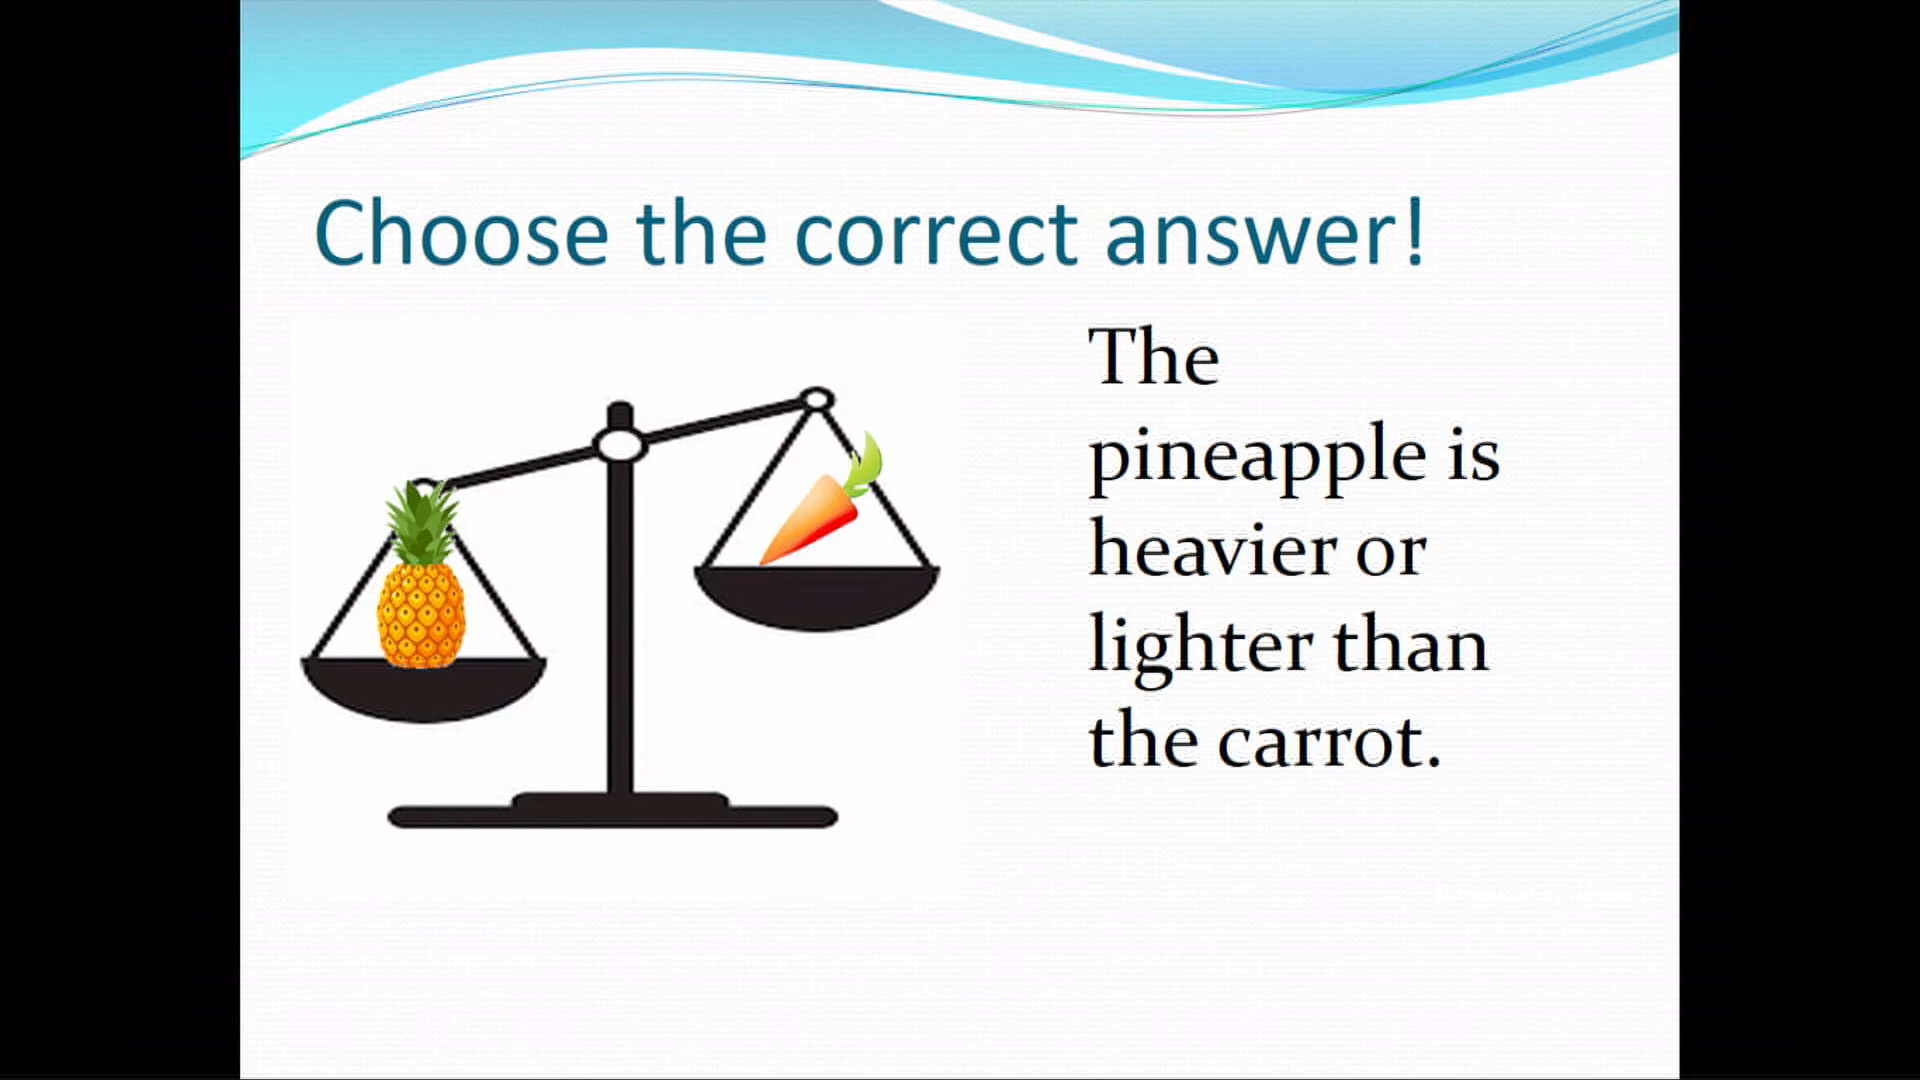 Choose the correct answer!
The
pineapple is
heavier or
lighter than
the carrot.